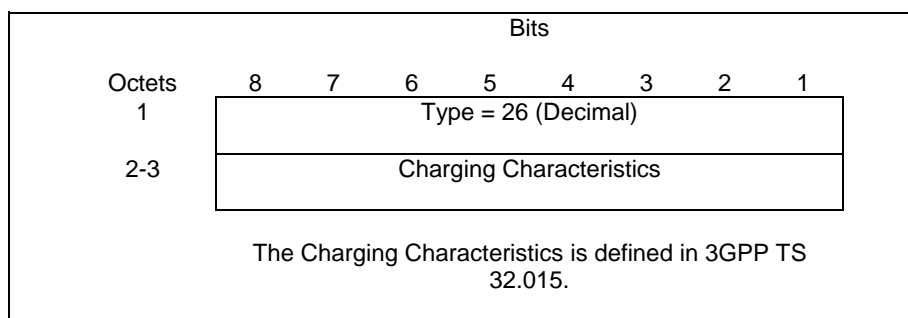 Bits
Octets 8 7 6 5 4 3 2 1
1 Type = 26 (Decimal)
2-3 Charging Characteristics
The Charging Characteristics is defined in 3GPP TS
32.015.